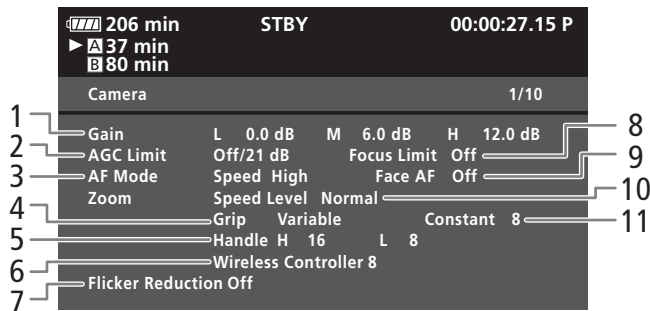 206 min STBY 00:00:27.15 P
A 37 min
B 80 min
Camera 1/10
1 Gain L 0.0 dB M 6.0 dB H 12.0 dB 8
2 AGC Limit Off/21 dB Focus Limit Off
3 AF Mode Speed High Face AF Off 9
Zoom Speed Level Normal 10
4 Grip Variable Constant 8 11
5 Handle H 16 L 8
6 Wireless Controller 8
7 Flicker Reduction Off